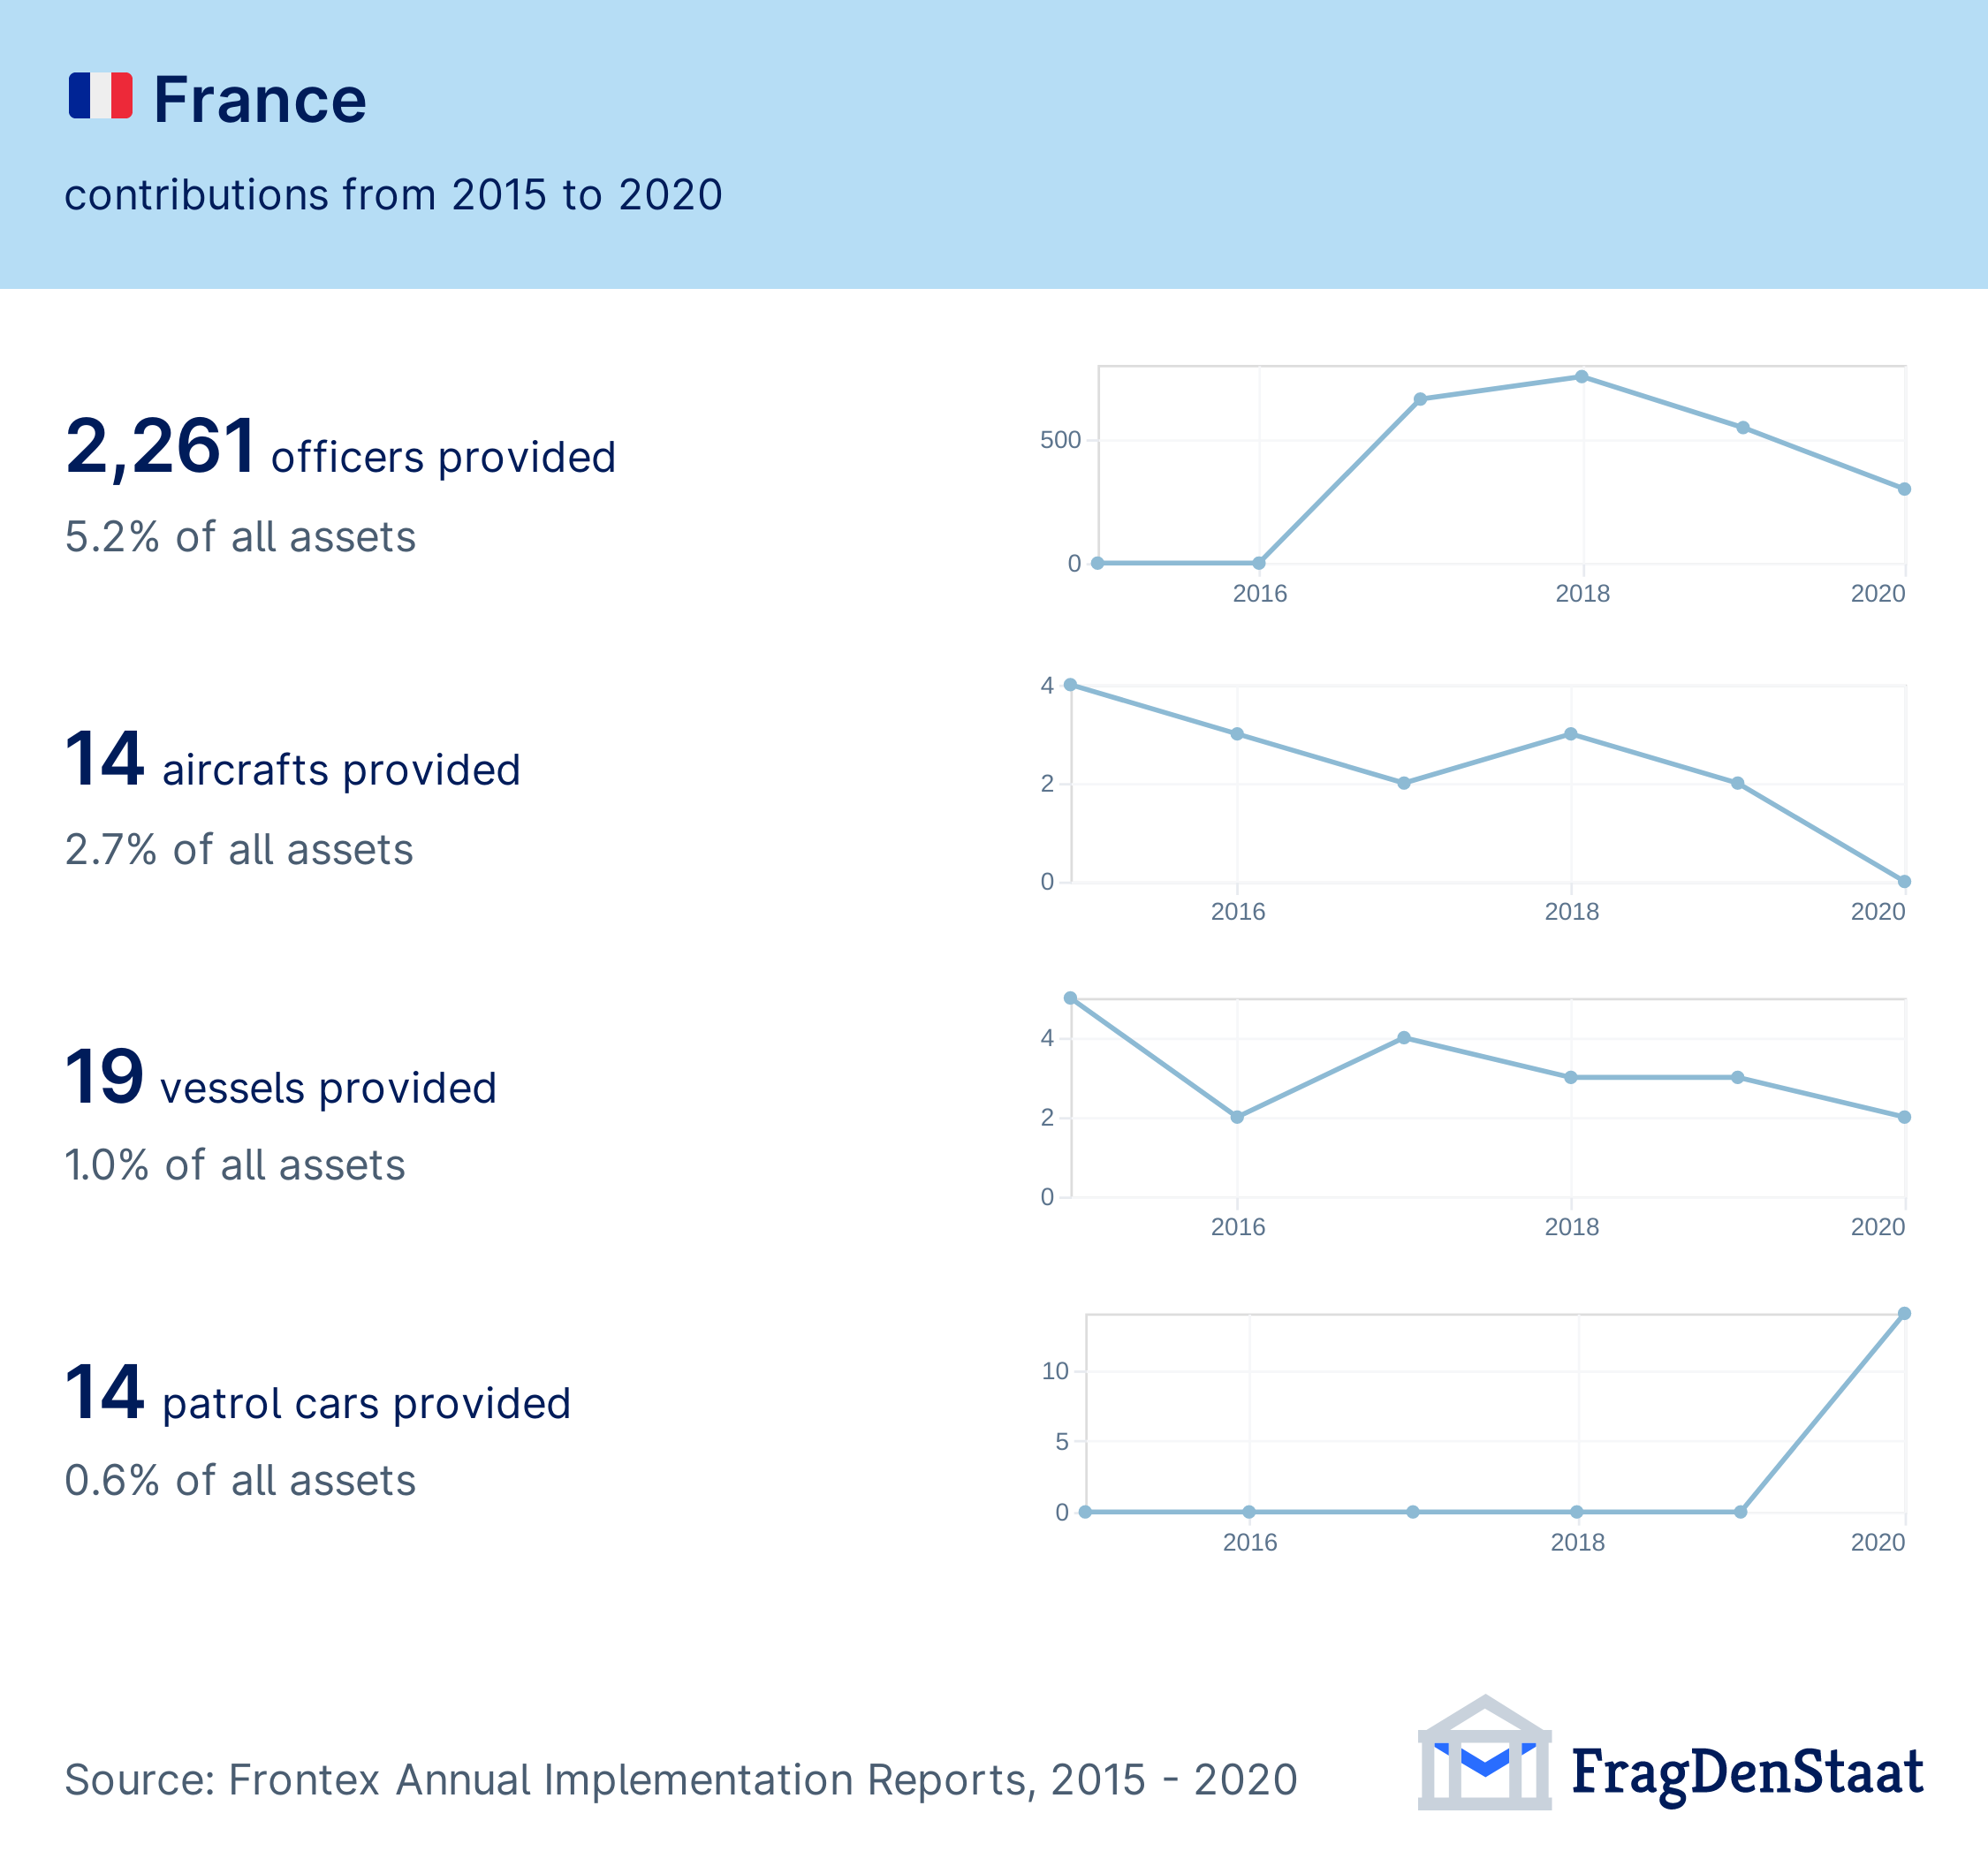 France
contributions from 2015 to 2020
2,261 officers provided
5.2% of all assets
500
0
2016 2018 2020
14 aircrafts provided
2.7% of all assets
4
2
0
2016 2018 2020
19 vessels provided
1.0% of all assets
4
2
0
2016 2018 2020
14 patrol cars provided
0.6% of all assets
10
5
0
2016 2018 2020
Source: Frontex Annual Implementation Reports, 2015 - 2020
FragDenStaat